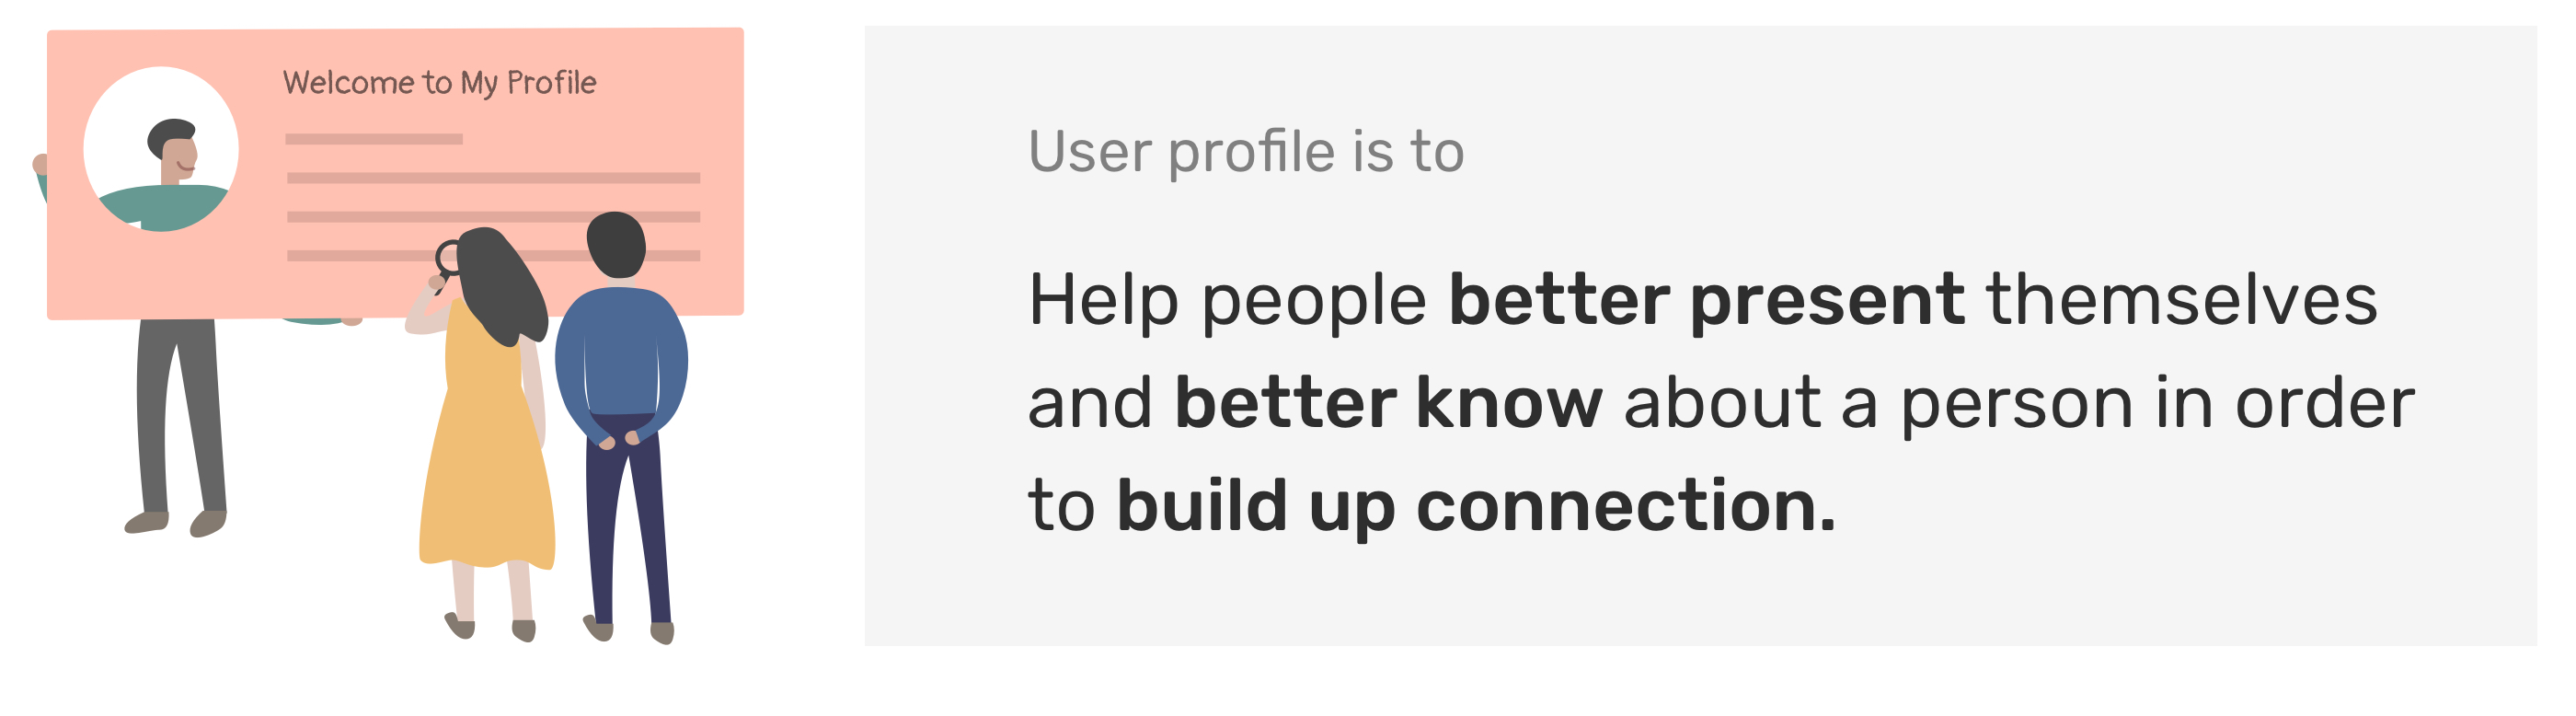 Welcome to My Profile
User profile is to
Help people better present themselves
and better know about a person in order
to build up connection.